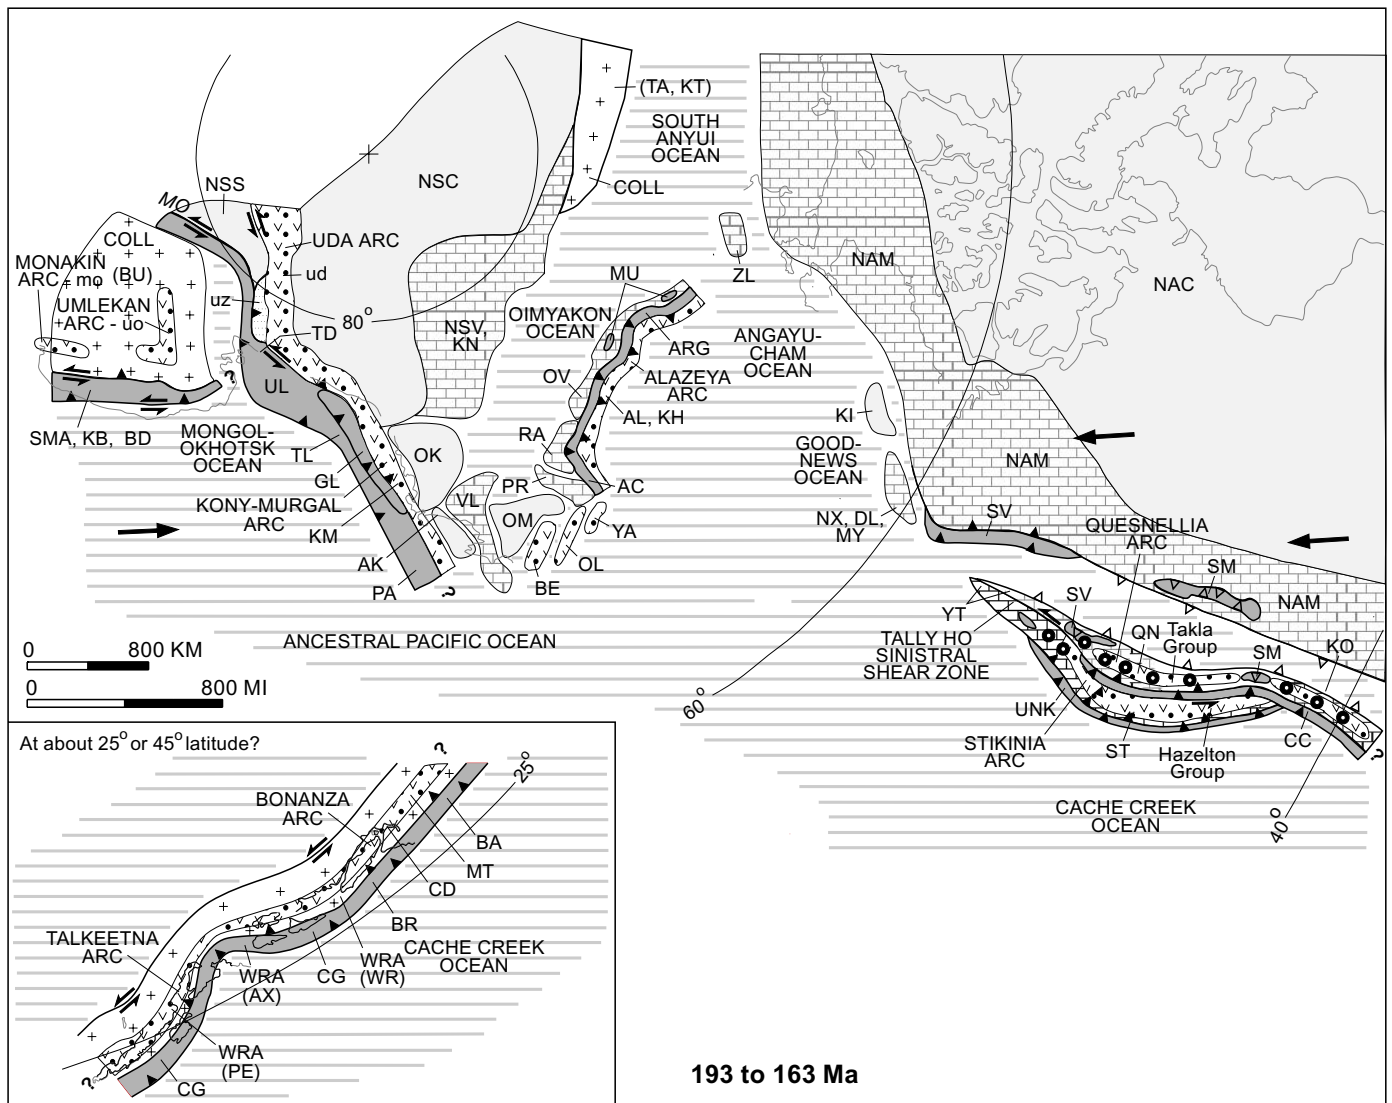 (TA, KT)
SOUTH
ANYUI
OCEAN
NSC
COLL
NSS
MO
UDA ARC
COLL
MONAKIN
ARC - mo
(BU)
ud
UMLEKAN
ARC - uo
uz
TD
80°
UL
?
SMA, KB, BD
MONGOL-
OKHOTSK
OCEAN
TL
GL
KONY-MURGAL
ARC
KM
AK
PA
?
OK
NSV,
KN
MU
OIMYAKON
OCEAN
ZL
ANGAYU-
CHAM
OCEAN
ARG
ALAZEYA
ARC
OV
AL, KH
RA
PR
AC
VL
OM
YA
OL
BE
NAM
NAC
KI
GOOD-
NEWS
OCEAN
NX, DL,
MY
NAM
SV
QUESNELLIA
ARC
SM
NAM
YT
SV
TALLY HO
SINISTRAL
SHEAR ZONE
QN
Takla
Group
SM
KO
UNK
STIKINIA
ARC
ST
Hazelton
Group
CC
?
60°
40°
CACHE CREEK
OCEAN
ANCESTRAL PACIFIC OCEAN
0 800 KM
0 800 MI
At about 25° or 45° latitude?
?
25°
BONANZA
ARC
BA
MT
CD
BR
CACHE CREEK
OCEAN
WRA
(WR)
CG
WRA
(AX)
TALKEETNA
ARC
WRA
(PE)
CG
?
193 to 163 Ma